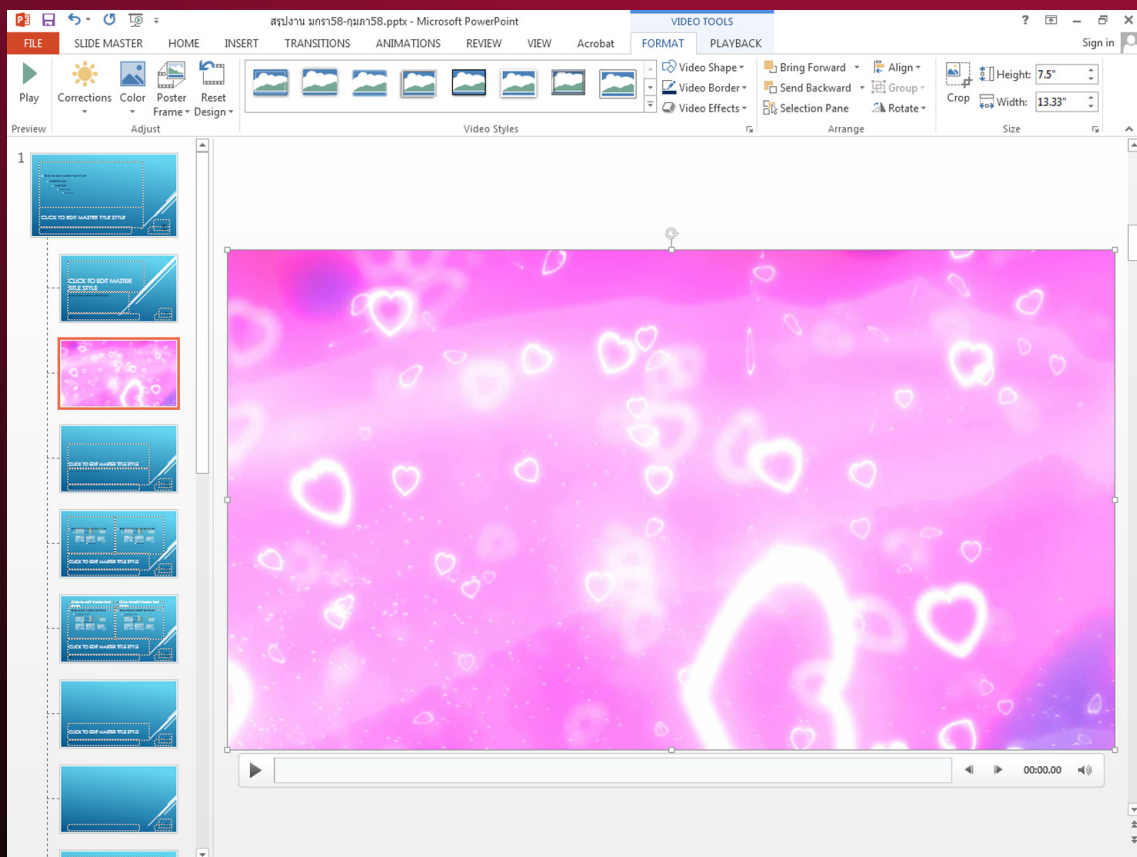 สรุปงาน มกรา58-กุมภา58.pptx - Microsoft PowerPoint
VIDEO TOOLS
?
FILE
SLIDE MASTER
HOME
INSERT
TRANSITIONS
ANIMATIONS
REVIEW
VIEW
Acrobat
FORMAT
PLAYBACK
Sign in
Play
Corrections
Color
Poster
Frame
Reset
Design
Video Shape
Video Border
Video Effects
Bring Forward
Send Backward
Selection Pane
Align
Group
Rotate
Crop
Height:
7.5"
Width:
13.33"
Preview
Adjust
Video Styles
Arrange
Size
1
CLICK TO EDIT MASTER TITLE STYLE
CLICK TO EDIT MASTER
TITLE STYLE
CLICK TO EDIT MASTER TITLE STYLE
CLICK TO EDIT MASTER TITLE STYLE
CLICK TO EDIT MASTER TITLE STYLE
CLICK TO EDIT MASTER TITLE STYLE
00:00.00